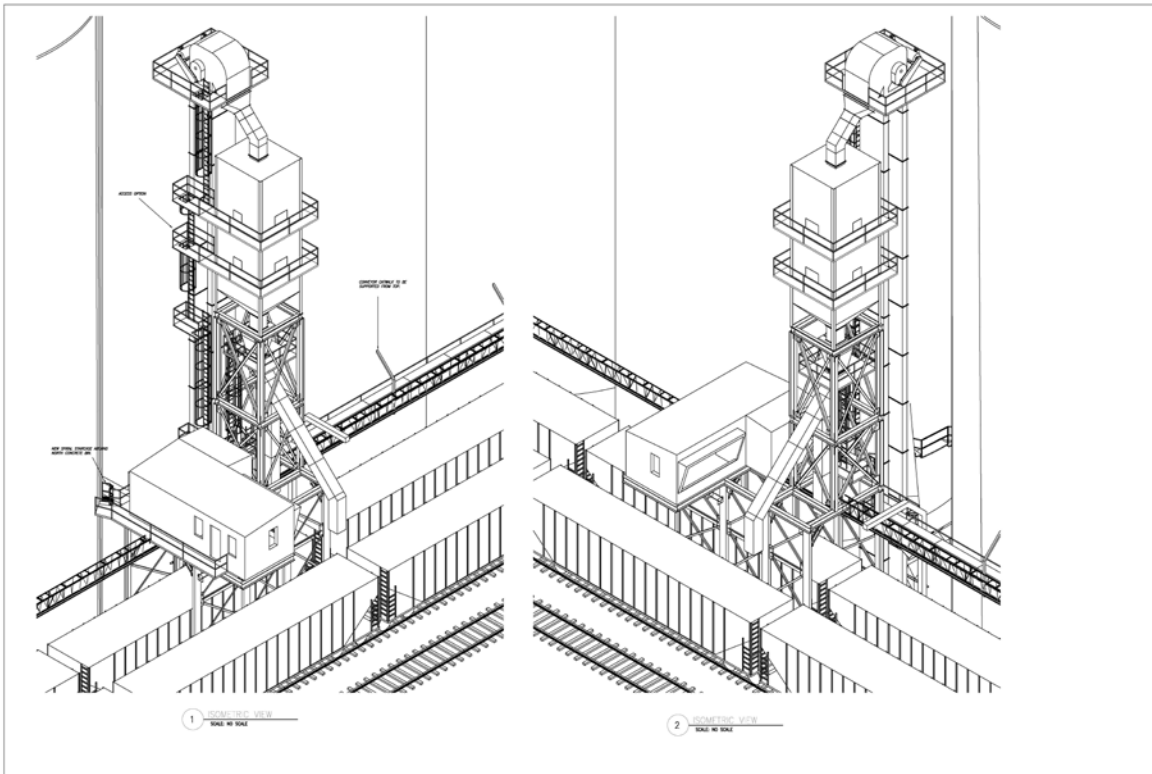 ACCESS OPTION
CONVEYOR CATWALK TO BE
SUPPORTED FROM TOP.
NEW SPIRAL STAIRCASE AROUND
NORTH CONCRETE BIN
1
ISOMETRIC VIEW
SCALE: NO SCALE
2
ISOMETRIC VIEW
SCALE: NO SCALE